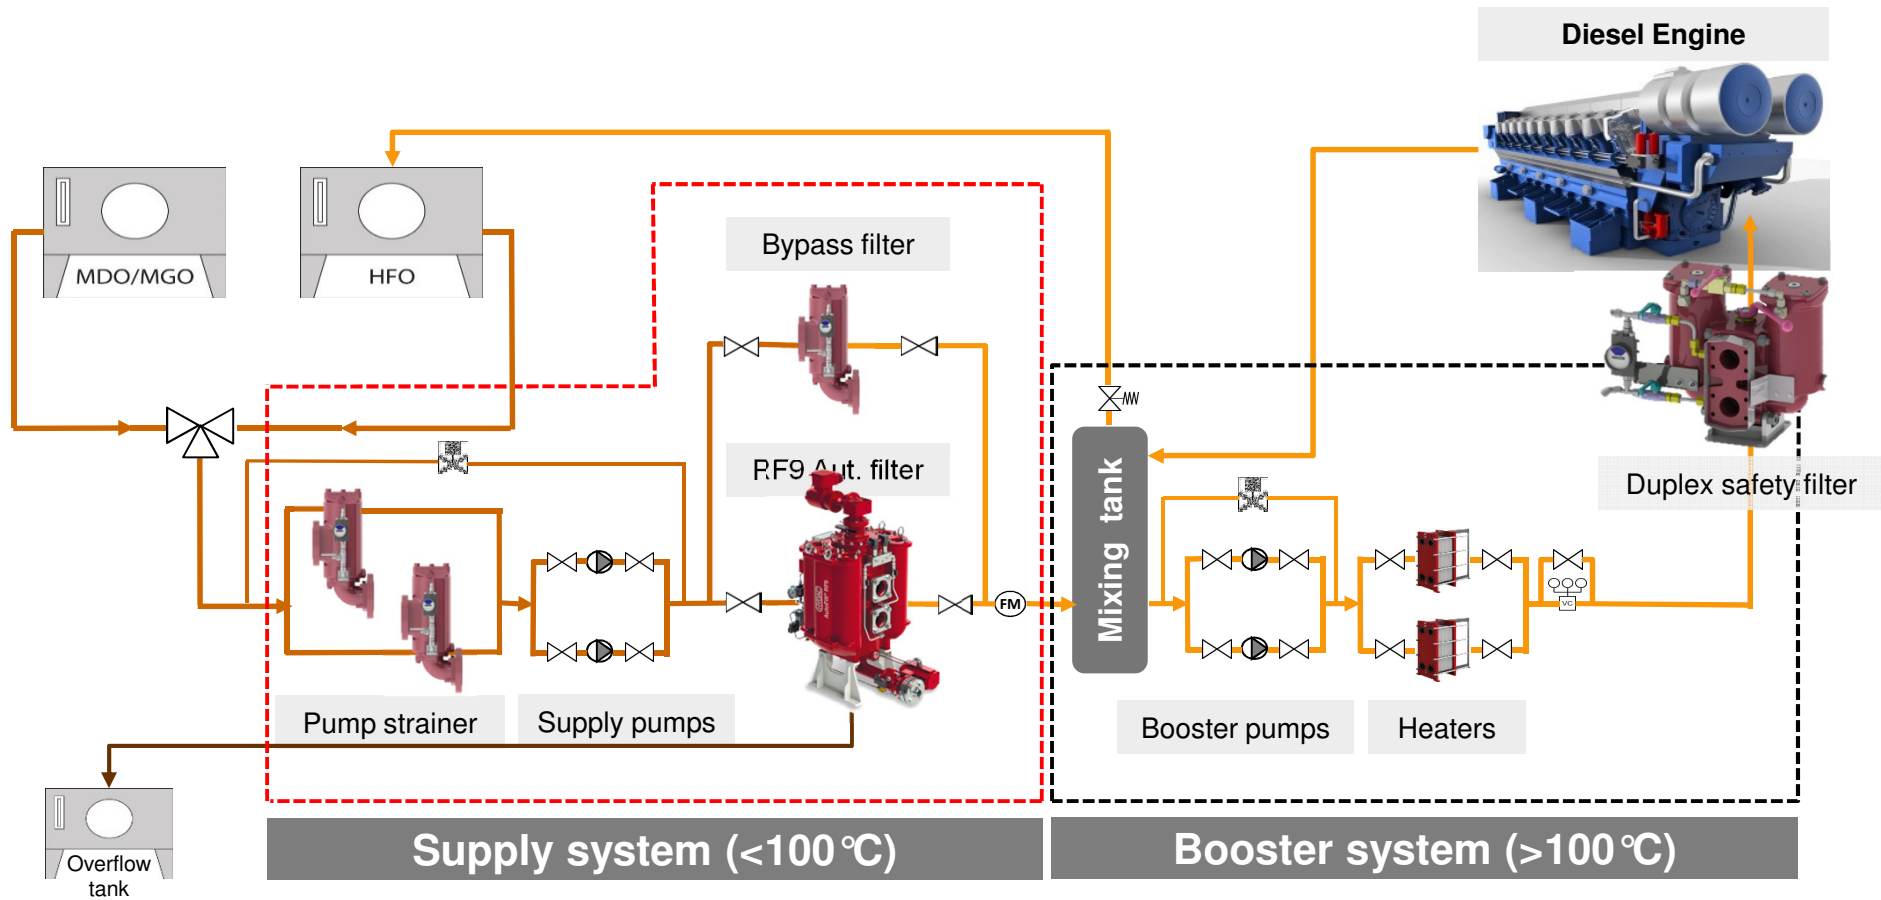 Diesel Engine
MDO/MGO
HFO
Bypass filter
RF9 Aut. filter
Duplex safety filter
Mixing tank
FM
VC
Pump strainer
Supply pumps
Booster pumps
Heaters
Overflow
tank
Supply system (<100°C)
Booster system (>100°C)